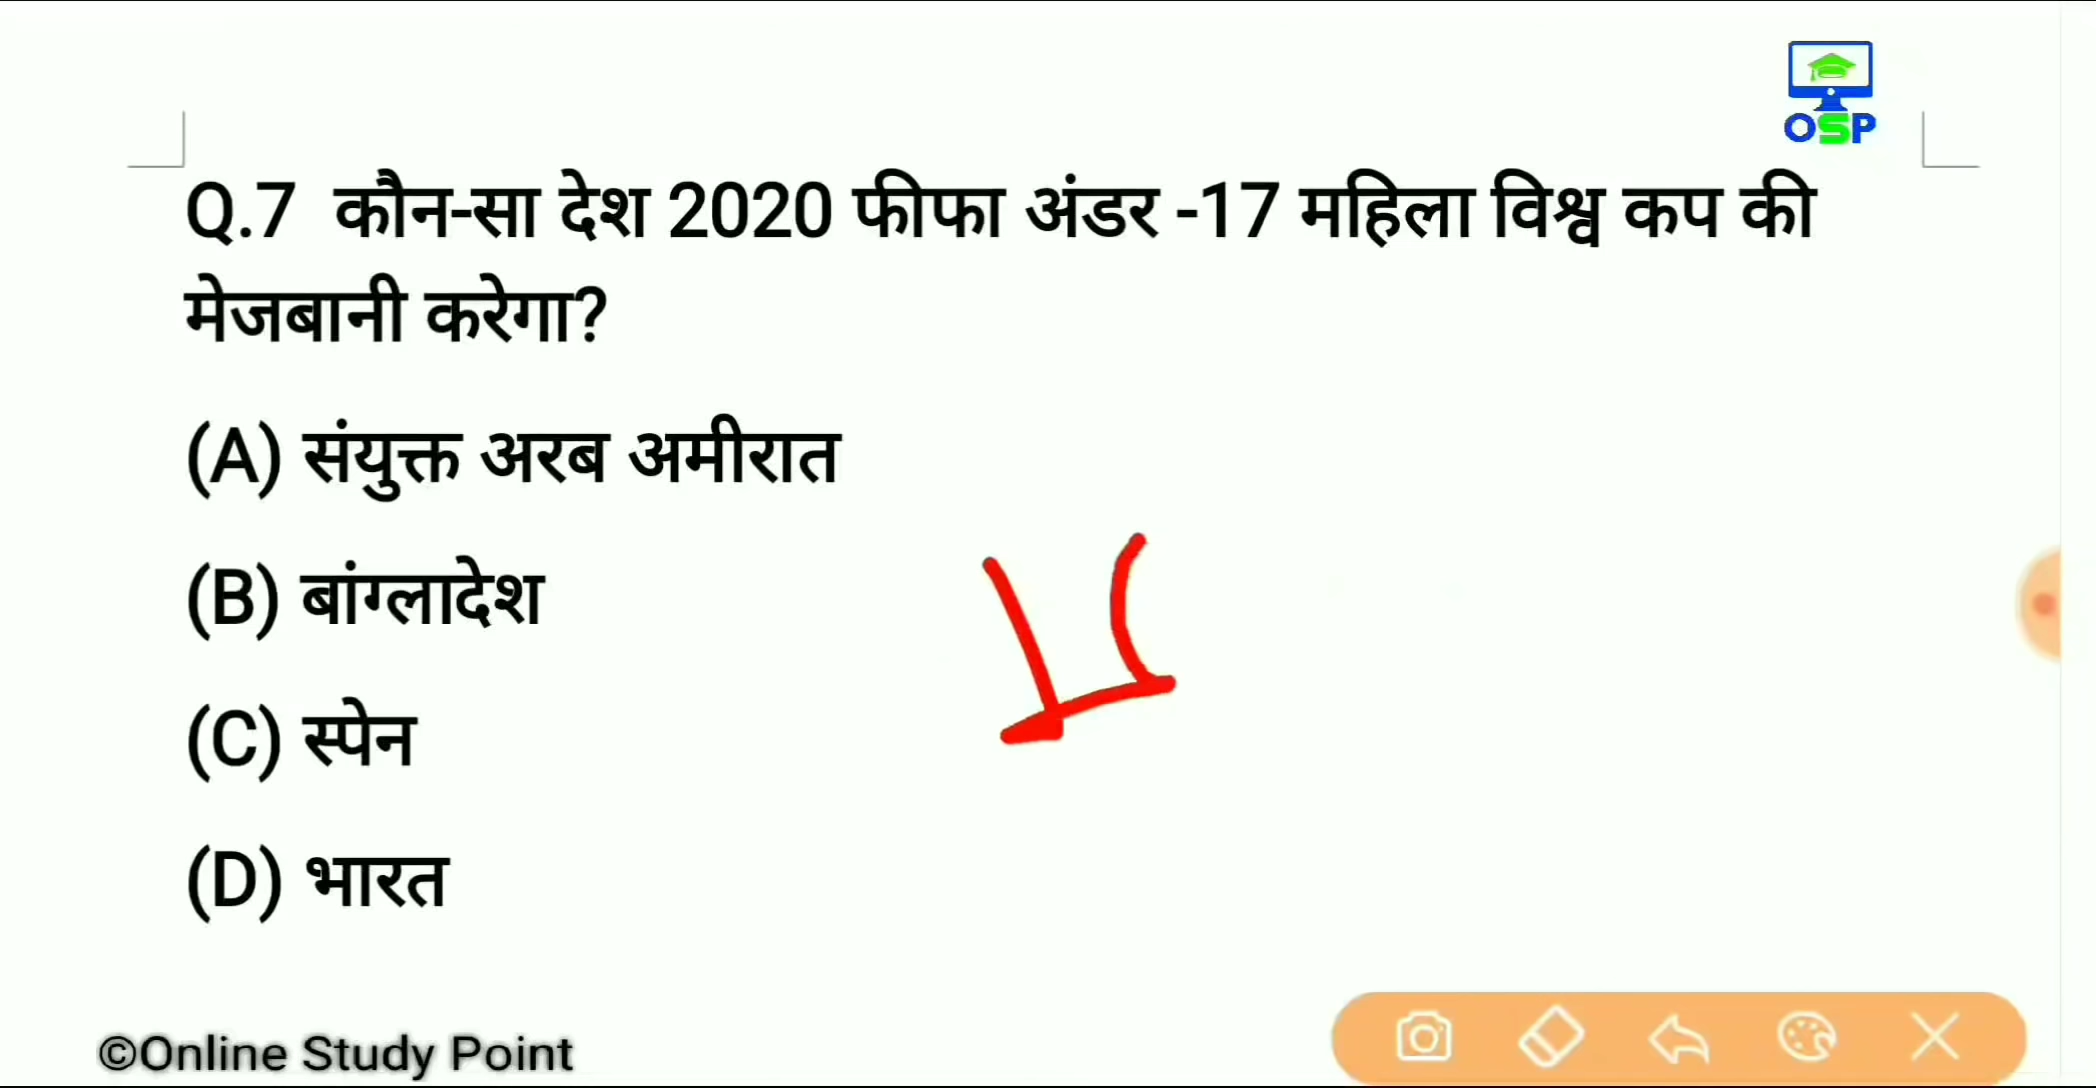 OSP
Q.7 कौन-सा देश 2020 फीफा अंडर -17 महिला विश्व कप की
मेजबानी करेगा?
(A) संयुक्त अरब अमीरात
(B) बांग्लादेश
(C) स्पेन
(D) भारत
©Online Study Point